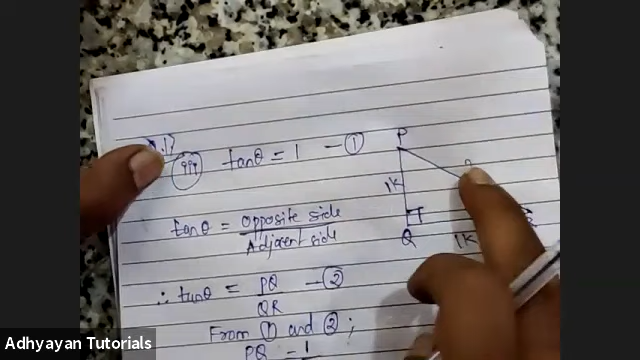 (iii) tanθ = 1 — ①
P
1K
Q
1K
tanθ = Opposite side
Adjacent side
∴ tanθ = PQ — ②
QR
From ① and ② ;
PQ = 1
Adhyayan Tutorials